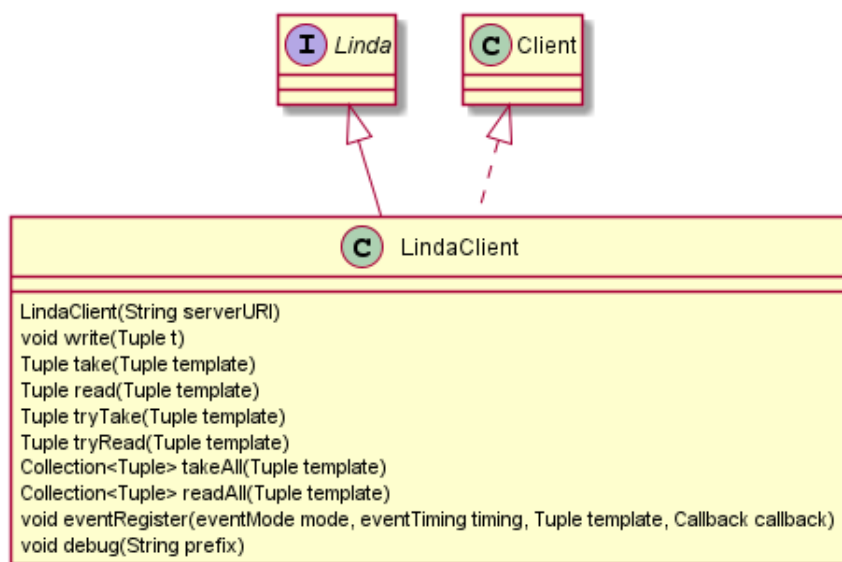 I Linda
C Client
C LindaClient
LindaClient(String serverURI)
void write(Tuple t)
Tuple take(Tuple template)
Tuple read(Tuple template)
Tuple tryTake(Tuple template)
Tuple tryRead(Tuple template)
Collection<Tuple> takeAll(Tuple template)
Collection<Tuple> readAll(Tuple template)
void eventRegister(eventMode mode, eventTiming timing, Tuple template, Callback callback)
void debug(String prefix)